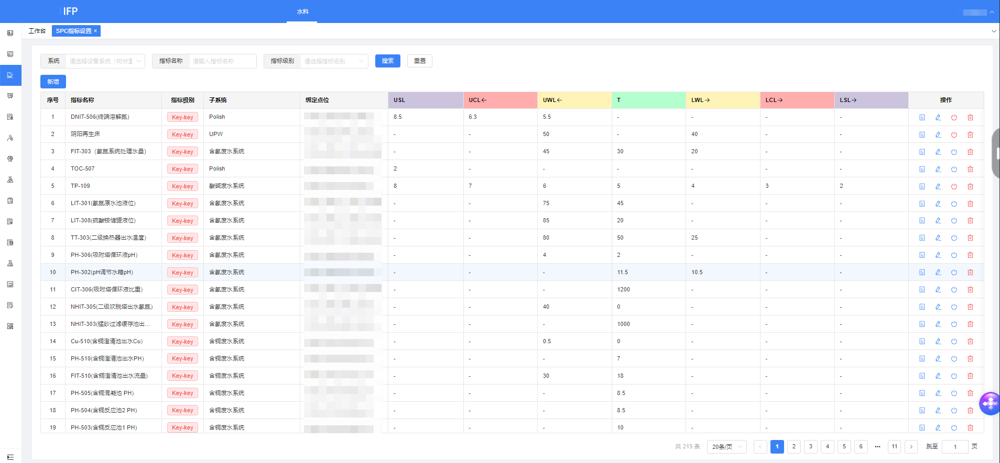 IFP
水科
工作台 SPC指标设置 ×
系统 请选择设备系统（树状图 指标名称 请输入指标名称 指标级别 请选择指标级别 搜索 重置
新增
序号 指标名称 指标级别 子系统 绑定点位 USL UCL← UWL← T LWL→ LCL→ LSL→ 操作
1 DNIT-506(终端溶解氮) Key-key Polish 8.5 6.3 5.5 - - - -
2 阴阳再生床 Key-key UPW - - 50 - 40 - -
3 FIT-303（氨氮系统处理水量) Key-key 含氨废水系统 - - 45 30 20 - -
4 TOC-507 Key-key Polish 2 - - - - - -
5 TP-109 Key-key 酸碱废水系统 8 7 6 5 4 3 2
6 LIT-301(氨氮原水池液位) Key-key 含氨废水系统 - - 75 45 - - -
7 LIT-308(硫酸铵储罐液位) Key-key 含氨废水系统 - - 85 20 - - -
8 TT-303(二级换热器出水温度) Key-key 含氨废水系统 - - 80 50 25 - -
9 PH-306(吸附塔循环液pH) Key-key 含氨废水系统 - - 4 2 - - -
10 PH-302(pH调节水箱pH) Key-key 含氨废水系统 - - - 11.5 10.5 - -
11 CIT-306(吸附塔循环液比重) Key-key 含氨废水系统 - - - 1200 - - -
12 NHIT-305(二级吹脱塔出水氨氮) Key-key 含氨废水系统 - - 40 0 - - -
13 NHIT-303(锰砂过滤缓存池出... Key-key 含氨废水系统 - - - 1000 - - -
14 Cu-510(含铜澄清池出水Cu) Key-key 含铜废水系统 - - 0.5 0 - - -
15 PH-510(含铜澄清池出水PH) Key-key 含铜废水系统 - - - 7 - - -
16 FIT-510(含铜澄清池出水流量) Key-key 含铜废水系统 - - 30 18 - - -
17 PH-505(含铜混凝池 PH) Key-key 含铜废水系统 - - - 8.5 - - -
18 PH-504(含铜反应池2 PH) Key-key 含铜废水系统 - - - 8.5 - - -
19 PH-503(含铜反应池1 PH) Key-key 含铜废水系统 - - - 10 - - -
共 215 条 20条/页 1 2 3 4 5 6 ••• 11 跳至 1 页